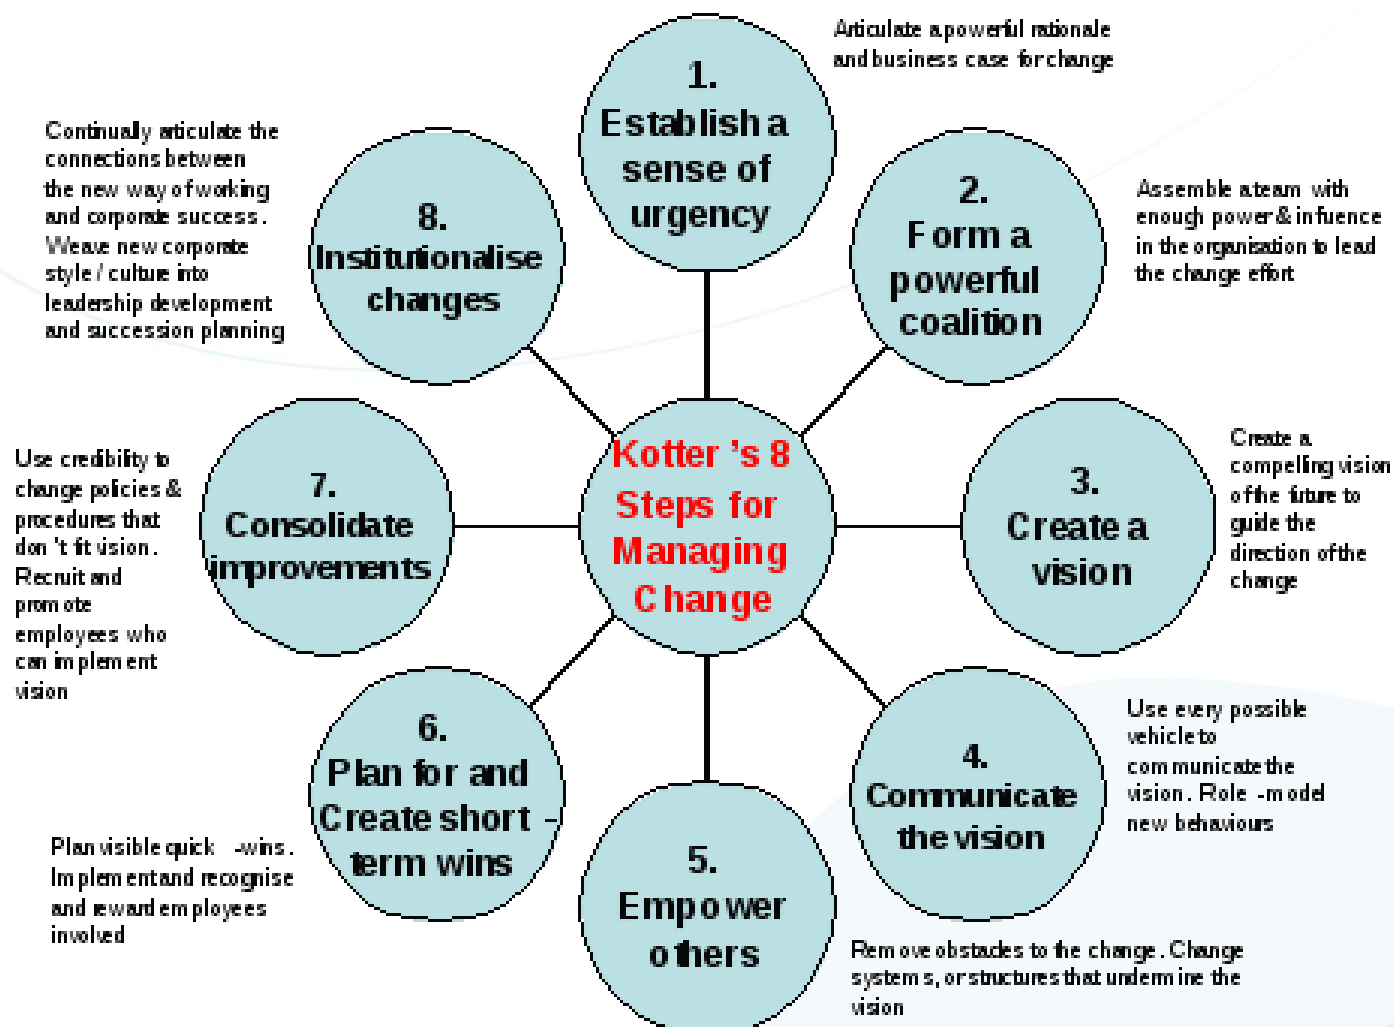 Kotter's 8
Steps for
Managing
Change
1.
Establish a
sense of
urgency
Articulate a powerful rationale
and business case for change
2.
Form a
powerful
coalition
Assemble a team with
enough power & infuence
in the organisation to lead
the change effort
3.
Create a
vision
Create a
compelling vision
of the future to
guide the
direction of the
change
4.
Communicate
the vision
Use every possible
vehicle to
communicate the
vision. Role -model
new behaviours
5.
Empower
others
Remove obstacles to the change. Change
systems, or structures that undermine the
vision
6.
Plan for and
Create short -
term wins
Plan visible quick -wins.
Implement and recognise
and reward employees
involved
7.
Consolidate
improvements
Use credibility to
change policies &
procedures that
don't fit vision.
Recruit and
promote
employees who
can implement
vision
8.
Institutionalise
changes
Continually articulate the
connections between
the new way of working
and corporate success.
Weave new corporate
style / culture into
leadership development
and succession planning